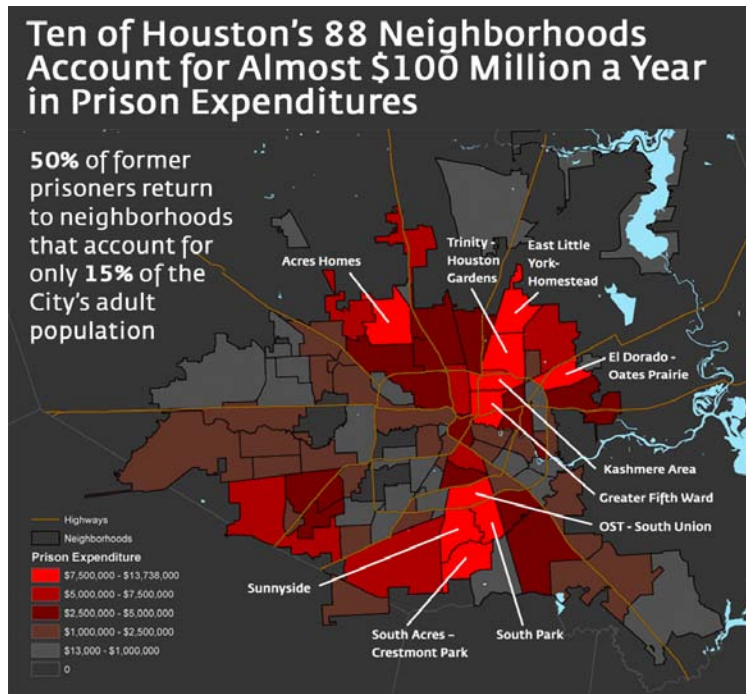 Ten of Houston's 88 Neighborhoods
Account for Almost $100 Million a Year
in Prison Expenditures
50% of former
prisoners return
to neighborhoods
that account for
only 15% of the
City's adult
population
Acres Homes
Trinity -
Houston
Gardens
East Little
York-
Homestead
El Dorado -
Oates Prairie
Kashmere Area
Greater Fifth Ward
OST - South Union
Sunnyside
South Acres –
Crestmont Park
South Park
Highways
Neighborhoods
Prison Expenditure
$7,500,000 - $13,738,000
$5,000,000 - $7,500,000
$2,500,000 - $5,000,000
$1,000,000 - $2,500,000
$13,000 - $1,000,000
0